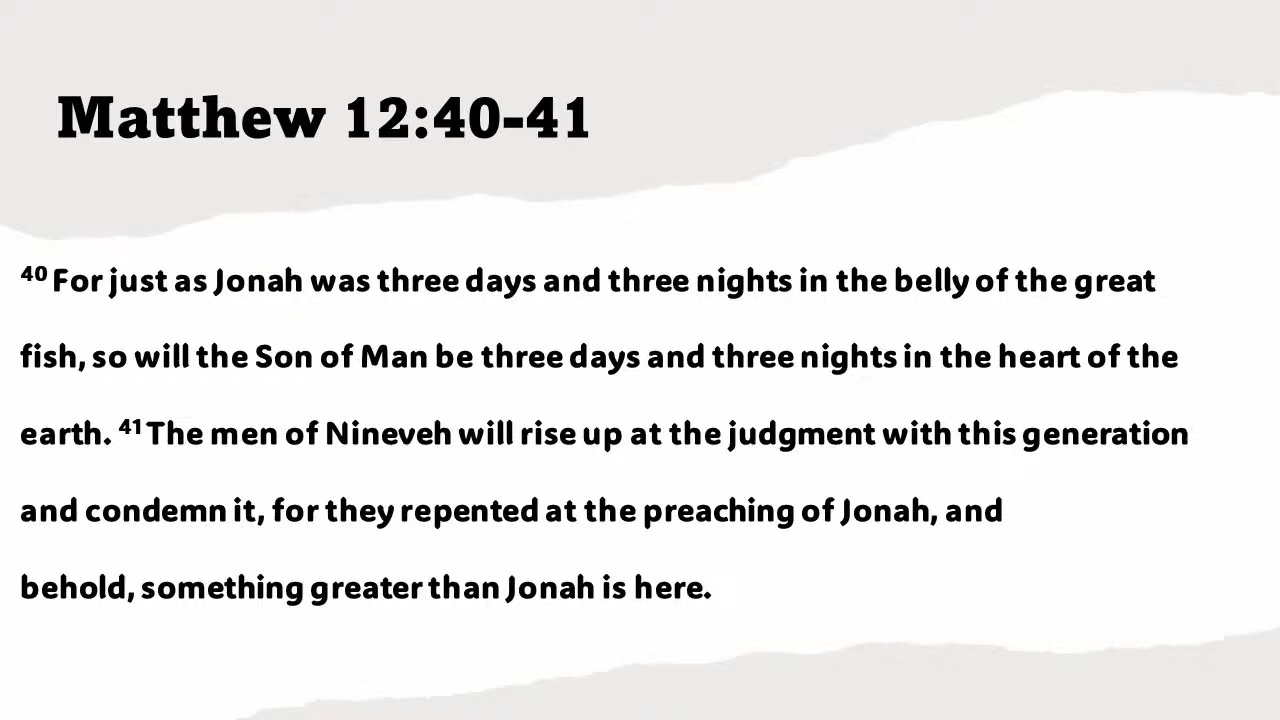 Matthew 12:40-41
40 For just as Jonah was three days and three nights in the belly of the great
fish, so will the Son of Man be three days and three nights in the heart of the
earth. 41 The men of Nineveh will rise up at the judgment with this generation
and condemn it, for they repented at the preaching of Jonah, and
behold, something greater than Jonah is here.